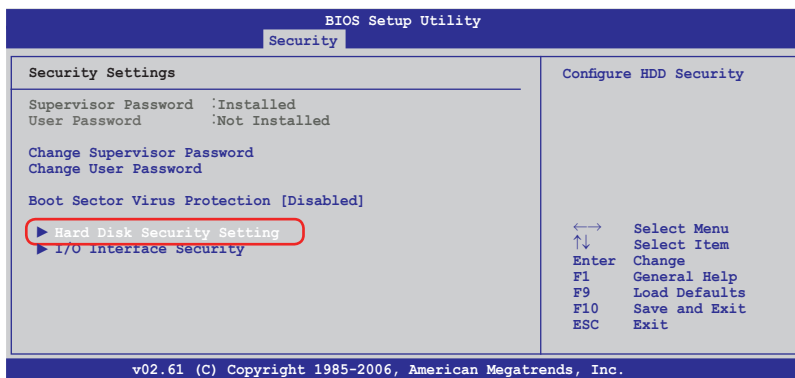 BIOS Setup Utility
Security
Security Settings
Supervisor Password :Installed
User Password :Not Installed
Change Supervisor Password
Change User Password
Boot Sector Virus Protection [Disabled]
▶ Hard Disk Security Setting
▶ I/O Interface Security
Configure HDD Security
←→ Select Menu
↑↓ Select Item
Enter Change
F1 General Help
F9 Load Defaults
F10 Save and Exit
ESC Exit
v02.61 (C) Copyright 1985-2006, American Megatrends, Inc.